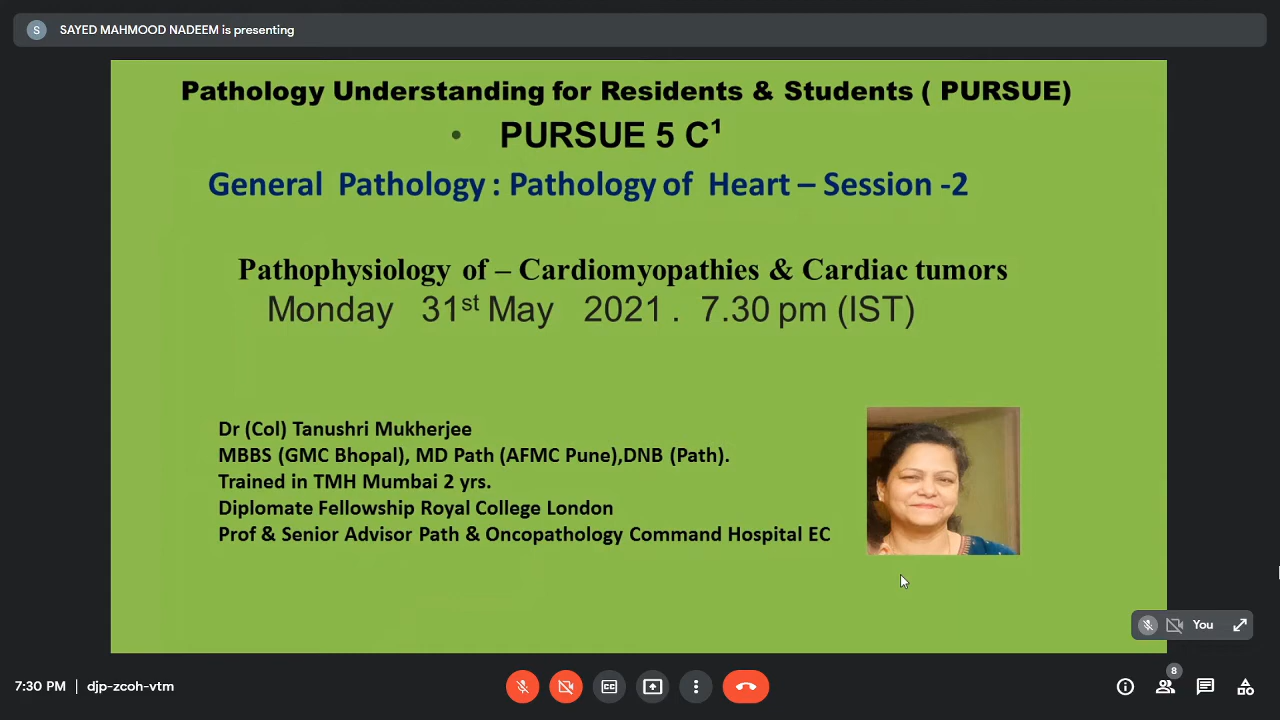 S SAYED MAHMOOD NADEEM is presenting
Pathology Understanding for Residents & Students ( PURSUE)
• PURSUE 5 C¹
General Pathology : Pathology of Heart – Session -2
Pathophysiology of – Cardiomyopathies & Cardiac tumors
Monday 31st May 2021 . 7.30 pm (IST)
Dr (Col) Tanushri Mukherjee
MBBS (GMC Bhopal), MD Path (AFMC Pune),DNB (Path).
Trained in TMH Mumbai 2 yrs.
Diplomate Fellowship Royal College London
Prof & Senior Advisor Path & Oncopathology Command Hospital EC
You
8
7:30 PM | djp-zcoh-vtm
CC